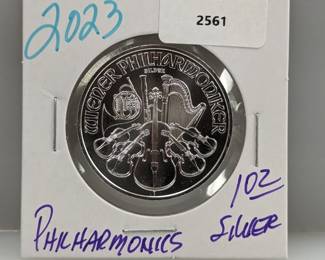 2023
2561
WIENER PHILHARMONIKER
SILBER
1OZ
SILVER
PHILHARMONICS